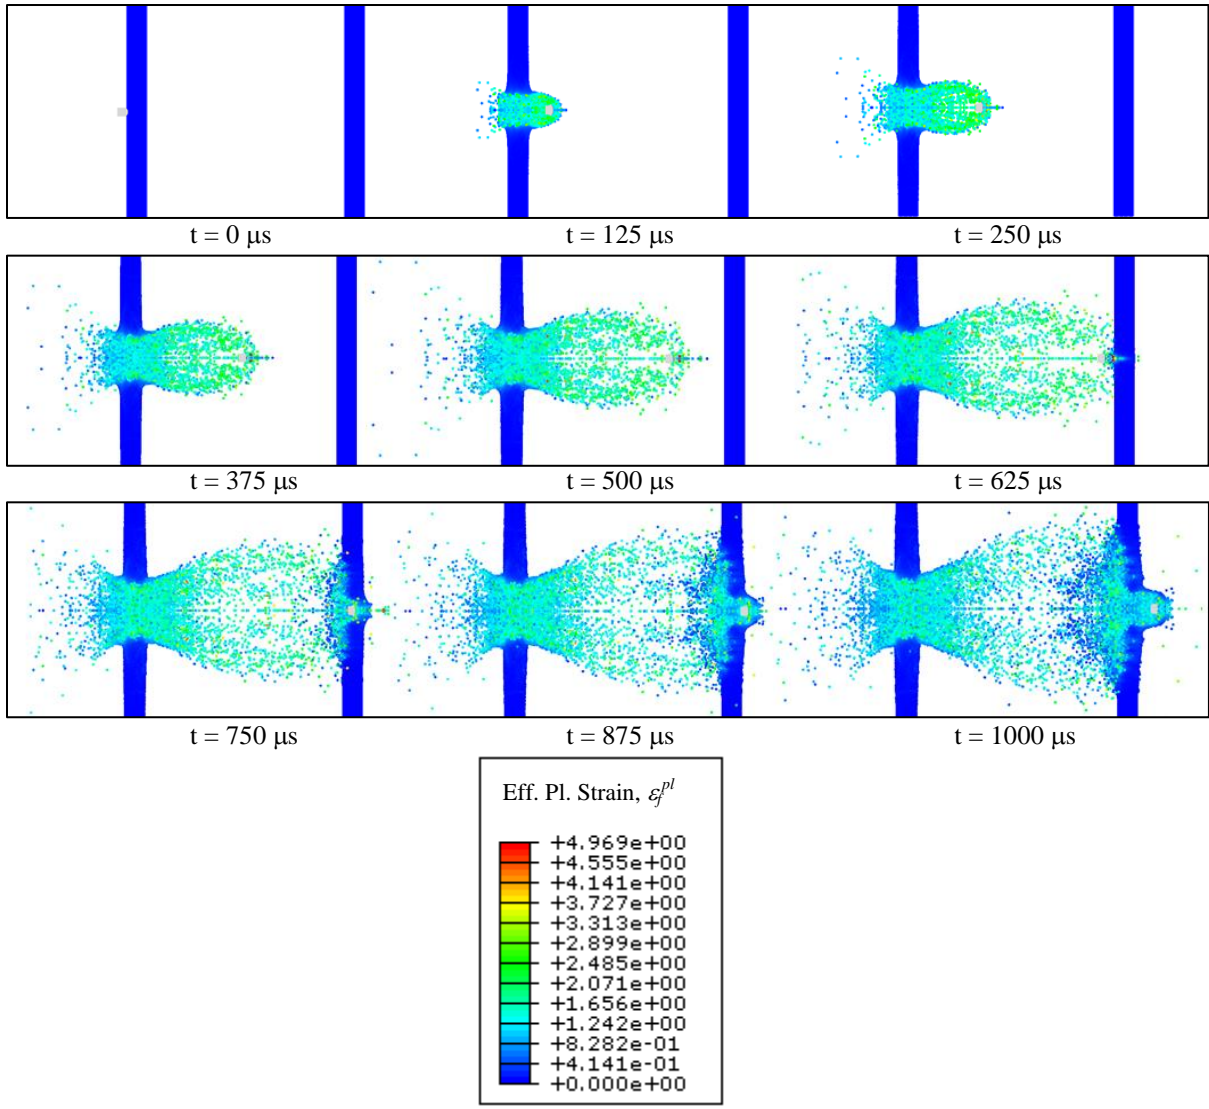 t = 0 μs
t = 125 μs
t = 250 μs
t = 375 μs
t = 500 μs
t = 625 μs
t = 750 μs
t = 875 μs
t = 1000 μs
Eff. Pl. Strain, εfpl
+4.969e+00
+4.555e+00
+4.141e+00
+3.727e+00
+3.313e+00
+2.899e+00
+2.485e+00
+2.071e+00
+1.656e+00
+1.242e+00
+8.282e-01
+4.141e-01
+0.000e+00